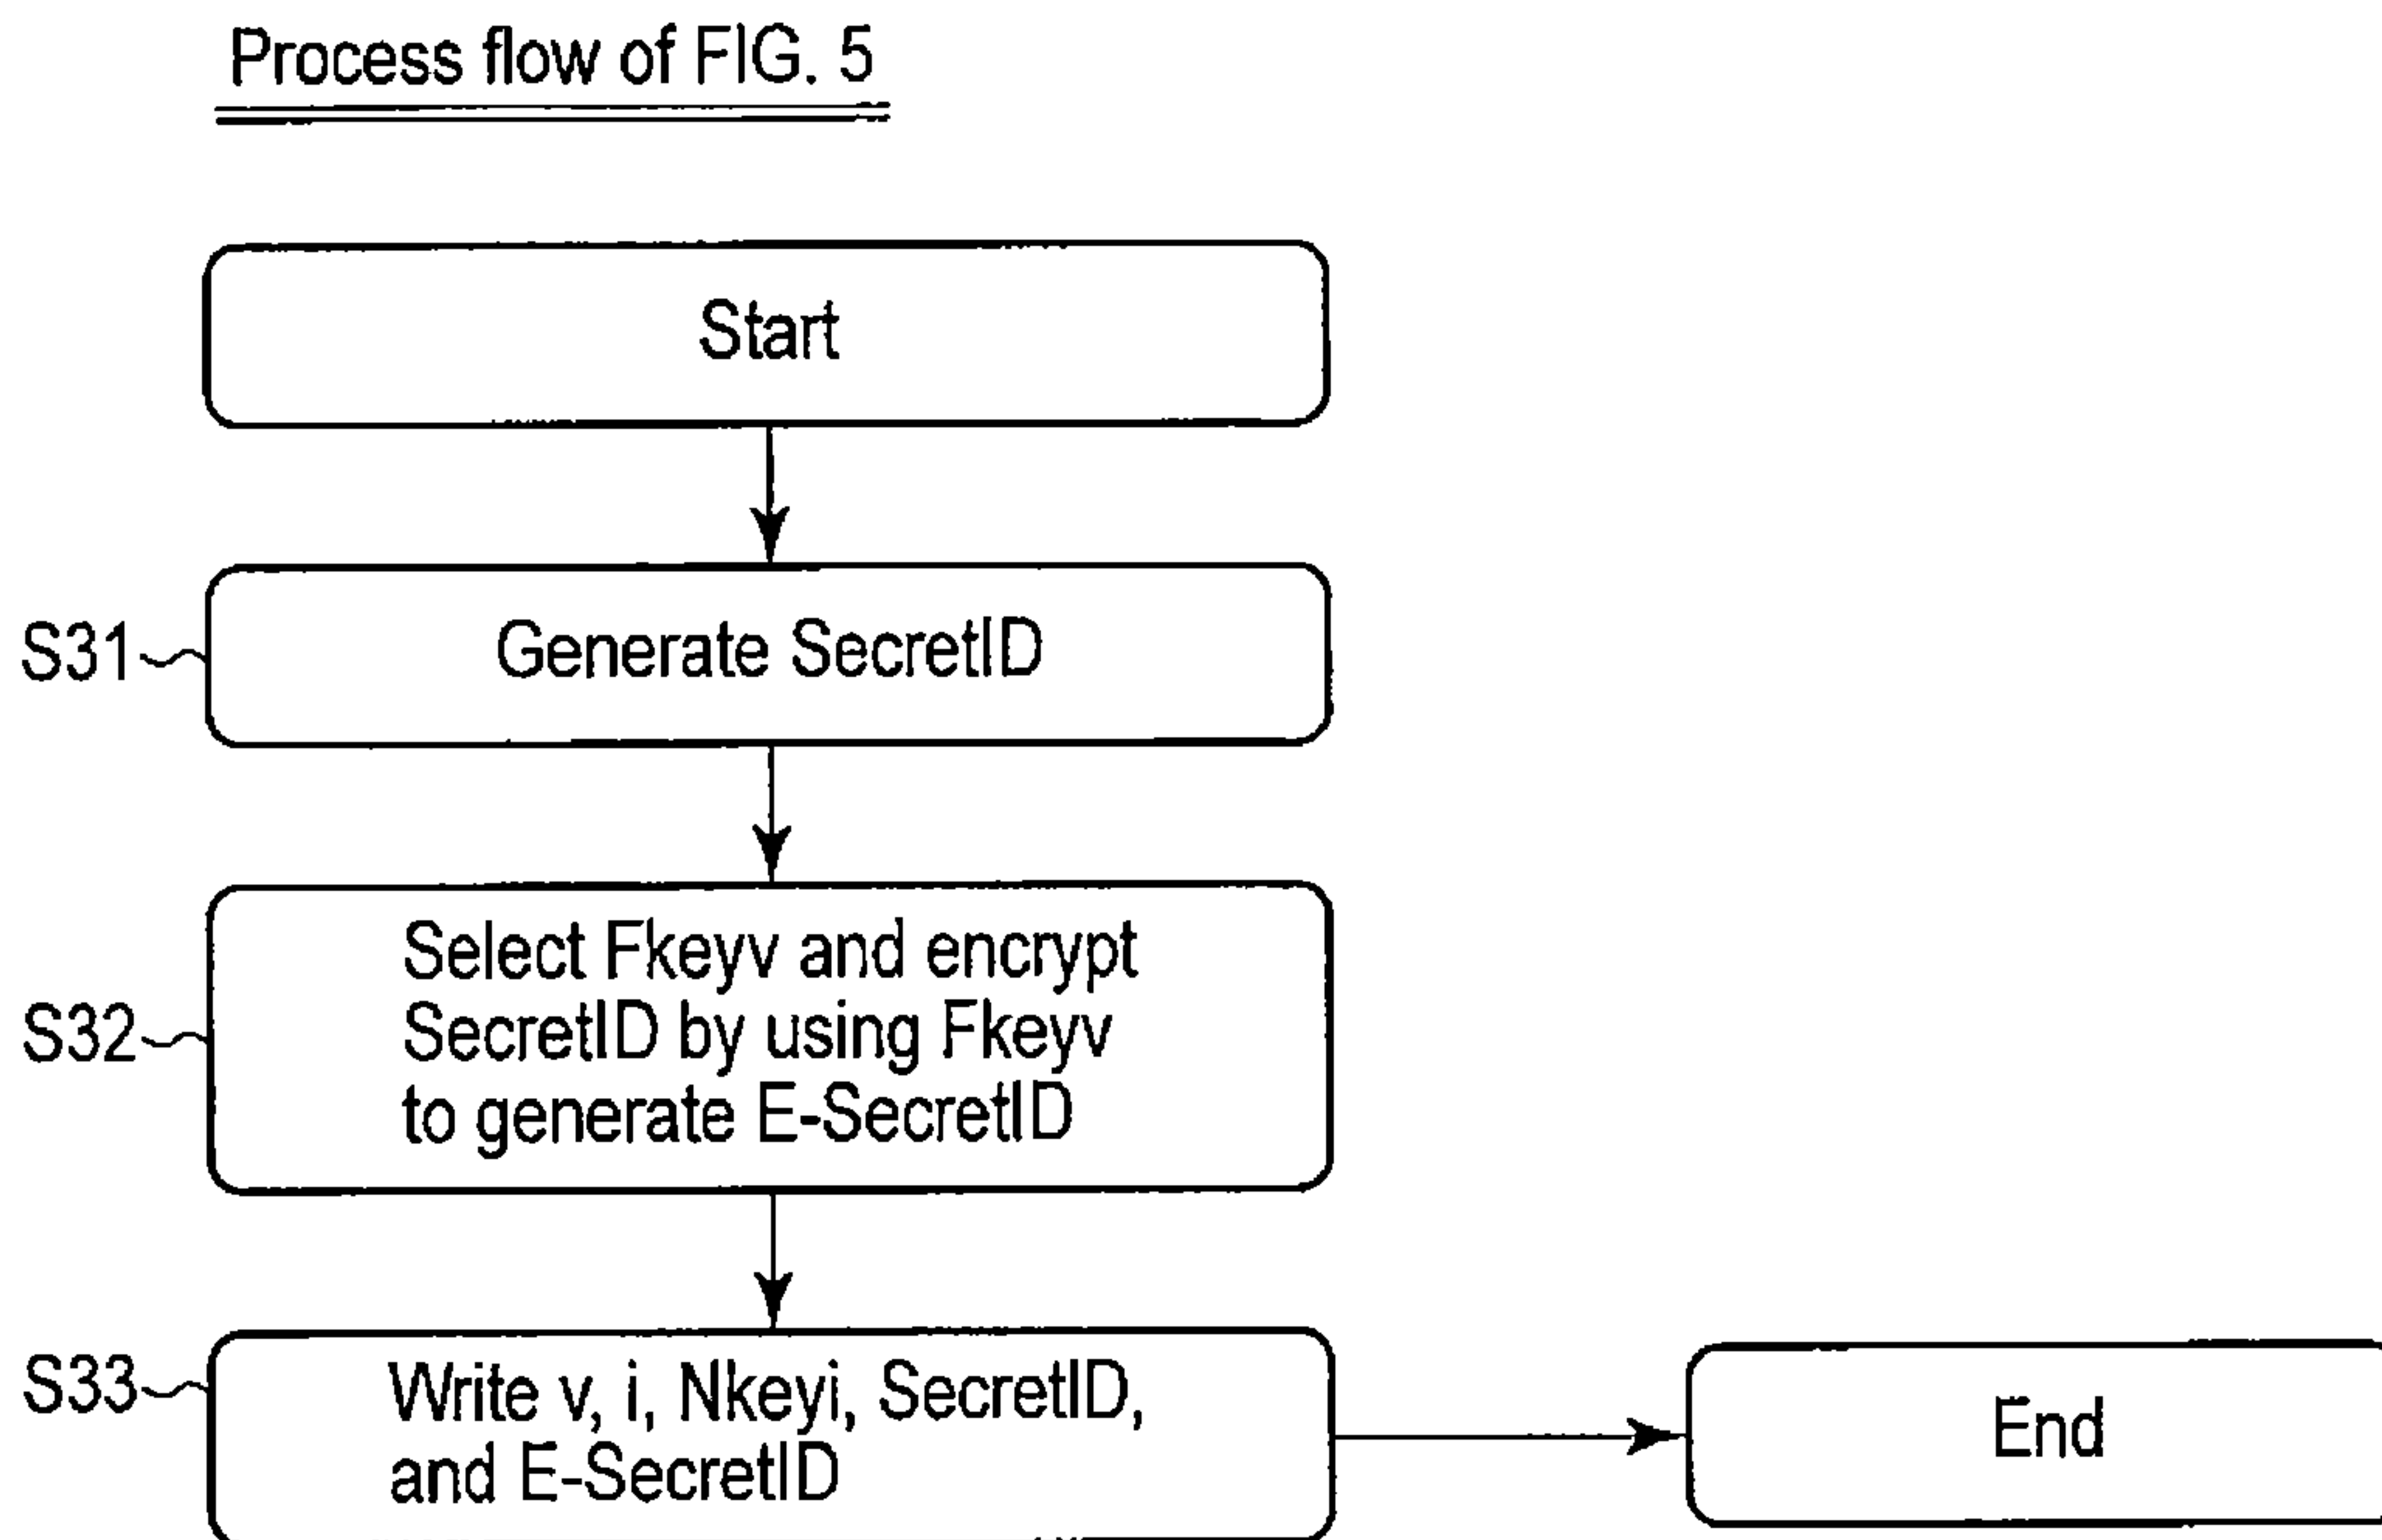 Process flow of FIG. 5
Start
S31
Generate SecretID
S32
Select Fkeyv and encrypt
SecretID by using Fkeyv
to generate E-SecretID
S33
Write v, i, Nkeyi, SecretID,
and E-SecretID
End